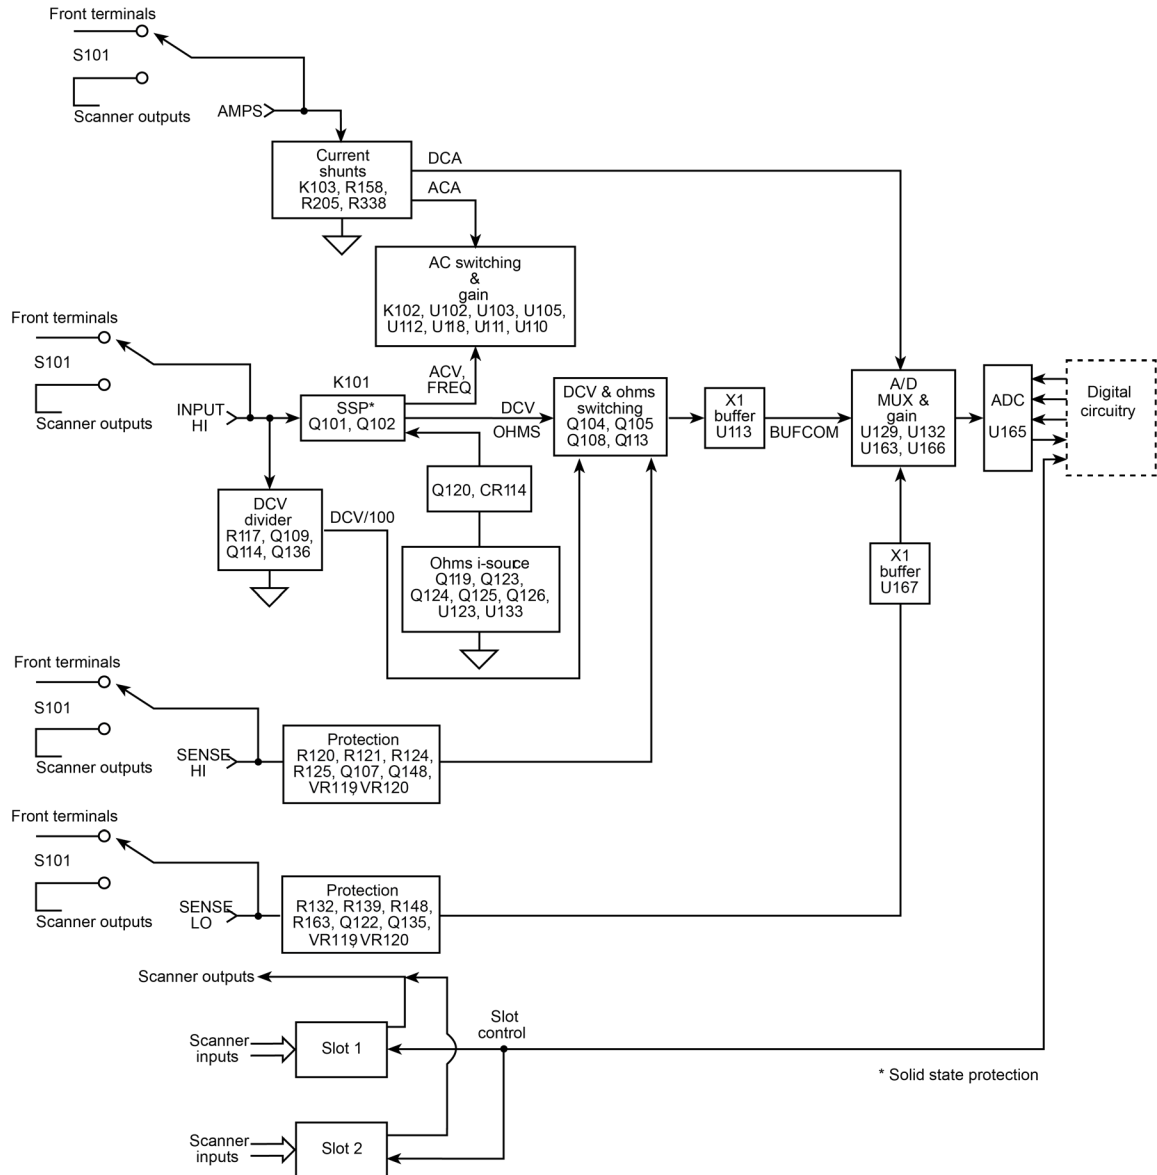 Front terminals
S101
Scanner outputs
AMPS
Current
shunts
K103, R158,
R205, R338
DCA
ACA
AC switching
&
gain
K102, U102, U103, U105,
U112, U118, U111, U110
Front terminals
S101
Scanner outputs
INPUT
HI
K101
SSP*
Q101, Q102
ACV,
FREQ
DCV
OHMS
DCV & ohms
switching
Q104, Q105
Q108, Q113
X1
buffer
U113
BUFCOM
A/D
MUX &
gain
U129, U132
U163, U166
ADC
U165
Digital
circuitry
DCV
divider
R117, Q109,
Q114, Q136
DCV/100
Q120, CR114
Ohms i-source
Q119, Q123,
Q124, Q125, Q126,
U123, U133
X1
buffer
U167
Front terminals
S101
Scanner outputs
SENSE
HI
Protection
R120, R121, R124,
R125, Q107, Q148,
VR119, VR120
Front terminals
S101
Scanner outputs
SENSE
LO
Protection
R132, R139, R148,
R163, Q122, Q135,
VR119, VR120
Scanner outputs
Scanner
inputs
Slot 1
Slot
control
* Solid state protection
Scanner
inputs
Slot 2